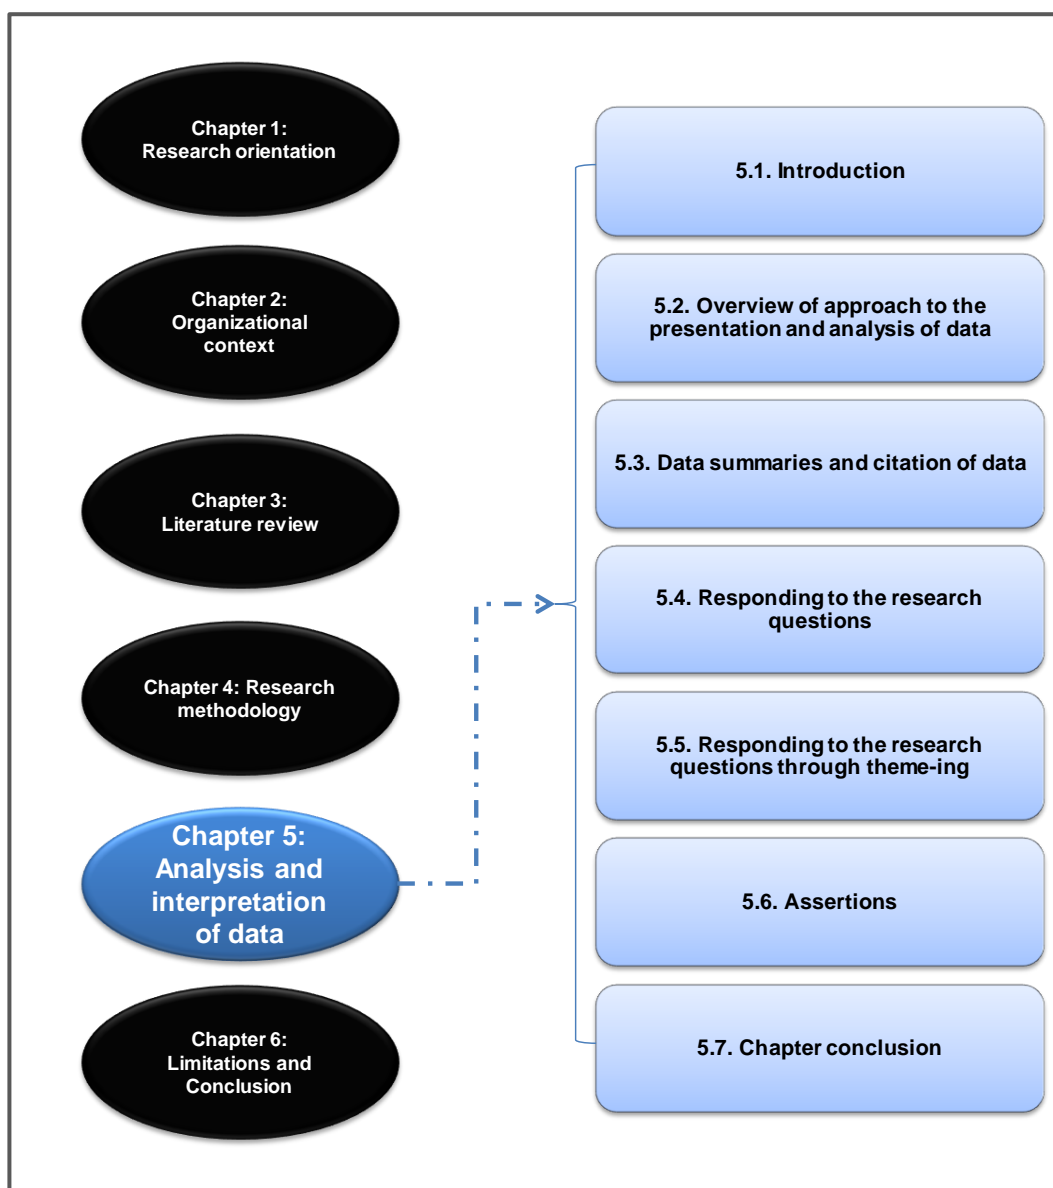 Chapter 1:
Research orientation
Chapter 2:
Organizational
context
Chapter 3:
Literature review
Chapter 4: Research
methodology
Chapter 5:
Analysis and
interpretation
of data
Chapter 6:
Limitations and
Conclusion
5.1. Introduction
5.2. Overview of approach to the
presentation and analysis of data
5.3. Data summaries and citation of data
5.4. Responding to the research
questions
5.5. Responding to the research
questions through theme-ing
5.6. Assertions
5.7. Chapter conclusion